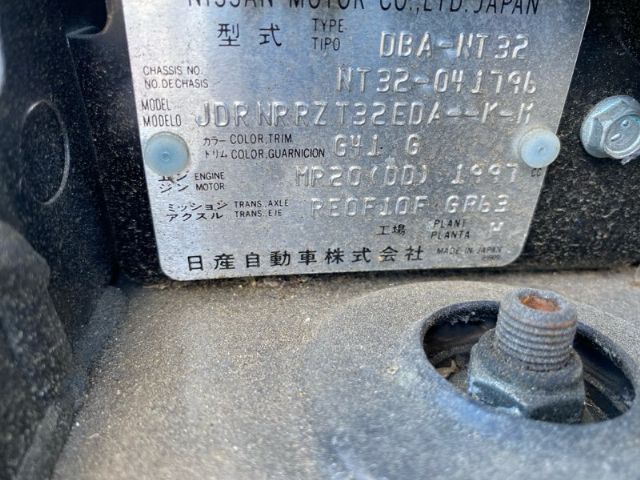 NISSAN MOTOR CO.,LTD.JAPAN
型式 TYPE TIPO DBA-NT32
CHASSIS NO. NO.DE CHASIS NT32-041796
MODEL MODELO JDRNRRZ T32EDA--K-M
カラー COLOR,TRIM トリム COLOR,GUARNICION G41 G
エンジン ENGINE MOTOR MR20(DD) 1997 CC
ミッション TRANS.AXLE アクスル TRANS.EJE RE0F10F GR63
工場 PLANT PLANTA
日産自動車株式会社 MADE IN JAPAN